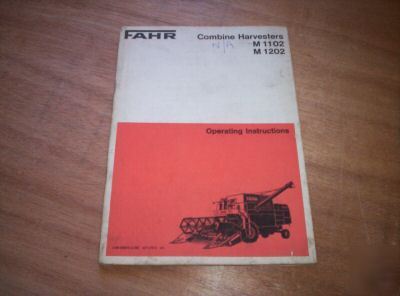 FAHR
Combine Harvesters
N/A
M 1102
M 1202
Operating Instructions